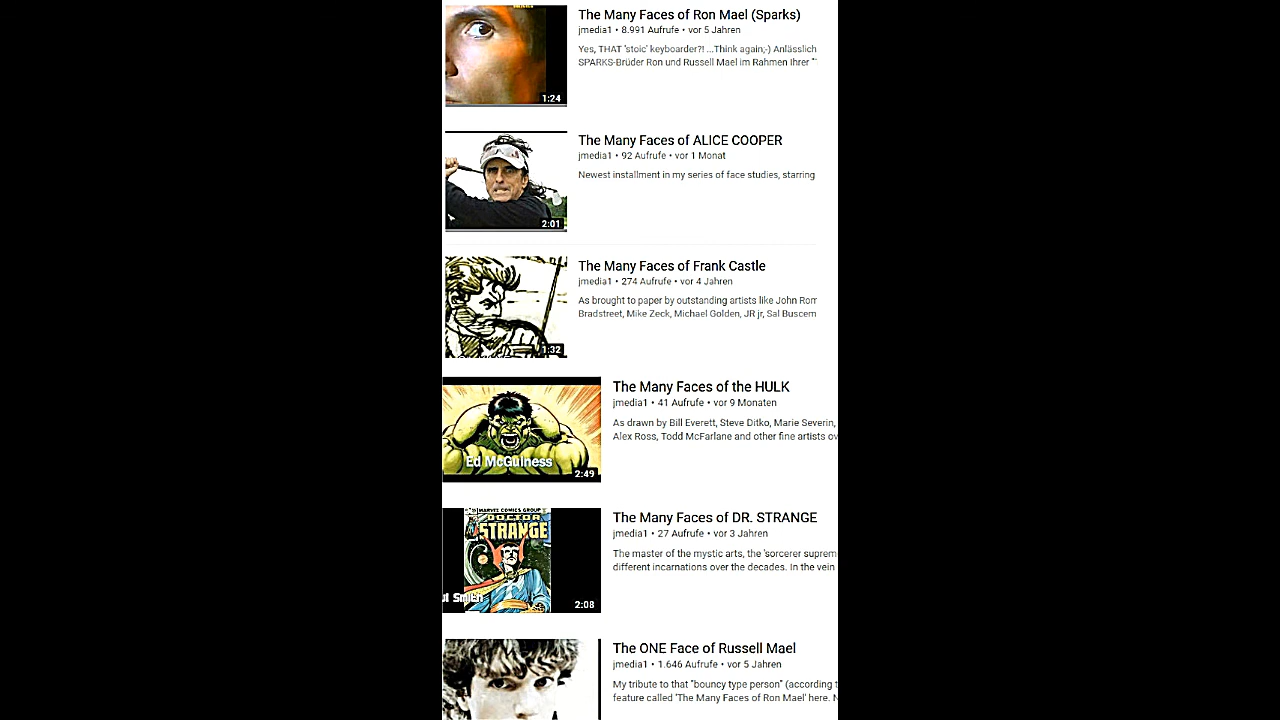 The Many Faces of Ron Mael (Sparks)
jmedia1 • 8.991 Aufrufe • vor 5 Jahren
Yes, THAT 'stoic' keyboarder?! ...Think again;-) Anlässlich
SPARKS-Brüder Ron und Russell Mael im Rahmen Ihrer "
1:24
The Many Faces of ALICE COOPER
jmedia1 • 92 Aufrufe • vor 1 Monat
Newest installment in my series of face studies, starring
2:01
The Many Faces of Frank Castle
jmedia1 • 274 Aufrufe • vor 4 Jahren
As brought to paper by outstanding artists like John Rom
Bradstreet, Mike Zeck, Michael Golden, JR jr, Sal Buscem
1:32
The Many Faces of the HULK
jmedia1 • 41 Aufrufe • vor 9 Monaten
As drawn by Bill Everett, Steve Ditko, Marie Severin,
Alex Ross, Todd McFarlane and other fine artists ov
Ed McGuiness
2:49
The Many Faces of DR. STRANGE
jmedia1 • 27 Aufrufe • vor 3 Jahren
The master of the mystic arts, the 'sorcerer suprem
different incarnations over the decades. In the vein
MARVEL COMICS GROUP
DOCTOR
STRANGE
ul Smith
2:08
The ONE Face of Russell Mael
jmedia1 • 1.646 Aufrufe • vor 5 Jahren
My tribute to that "bouncy type person" (according t
feature called 'The Many Faces of Ron Mael' here. N